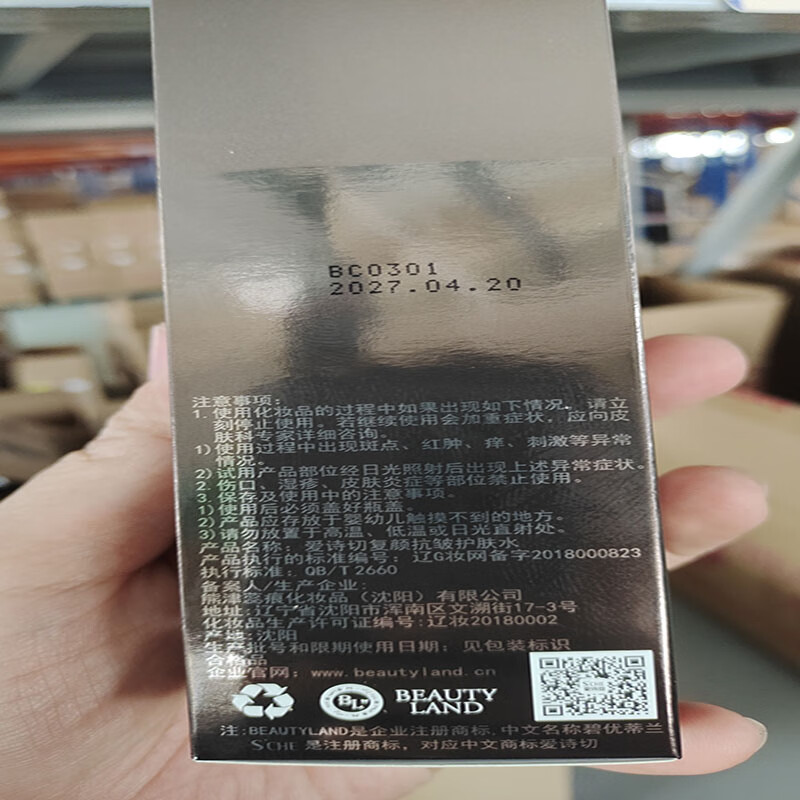 BC0301
2027.04.20
注意事项:
1. 使用化妆品的过程中如果出现如下情况，请立
刻停止使用。若继续使用会加重症状，应向皮
肤科专家详细咨询。
1)使用过程中出现斑点、红肿、痒、刺激等异常
情况。
2)试用产品部位经日光照射后出现上述异常症状。
2. 伤口、湿疹、皮肤炎症等部位禁止使用。
3. 保存及使用中的注意事项。
1)使用后必须盖好瓶盖。
2)产品应存放于婴幼儿触摸不到的地方。
3)请勿放置于高温、低温或日光直射处。
产品名称: 爱诗切复颜抗皱护肤水
产品执行的标准编号: 辽G妆网备字2018000823
执行标准: QB/T 2660
备案人/生产企业:
熊津蕊痕化妆品（沈阳）有限公司
地址:辽宁省沈阳市浑南区文溯街17-3号
化妆品生产许可证编号:辽妆20180002
产地:沈阳
生产批号和限期使用日期: 见包装标识
合格品
企业官网: www.beautyland.cn
BL
BEAUTY
LAND
注:BEAUTYLAND是企业注册商标,中文名称碧优蒂兰
S'CHE 是注册商标, 对应中文商标爱诗切